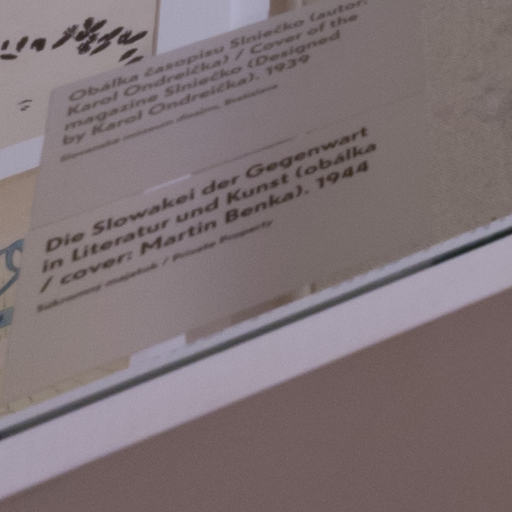 Obálka časopisu Slniečko (autor:
Karol Ondreička) / Cover of the
magazine Slniečko (Designed
by Karol Ondreička). 1939
Slovenské múzeum dizajnu, Bratislava
Die Slowakei der Gegenwart
in Literatur und Kunst (obálka
/ cover: Martin Benka). 1944
Súkromný majetok / Private Property